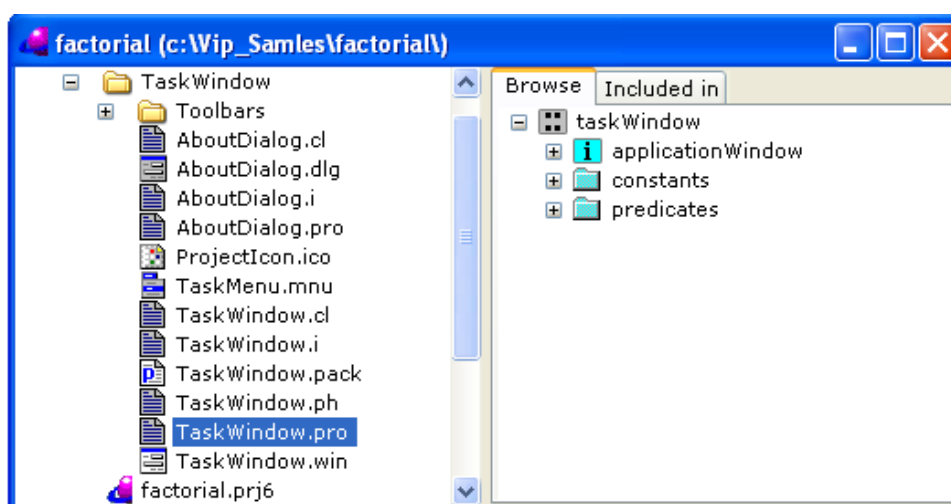 factorial (c:\Vip_Samles\factorial\)
TaskWindow
Toolbars
AboutDialog.cl
AboutDialog.dlg
AboutDialog.i
AboutDialog.pro
ProjectIcon.ico
TaskMenu.mnu
TaskWindow.cl
TaskWindow.i
TaskWindow.pack
TaskWindow.ph
TaskWindow.pro
TaskWindow.win
factorial.prj6
Browse
Included in
taskWindow
applicationWindow
constants
predicates